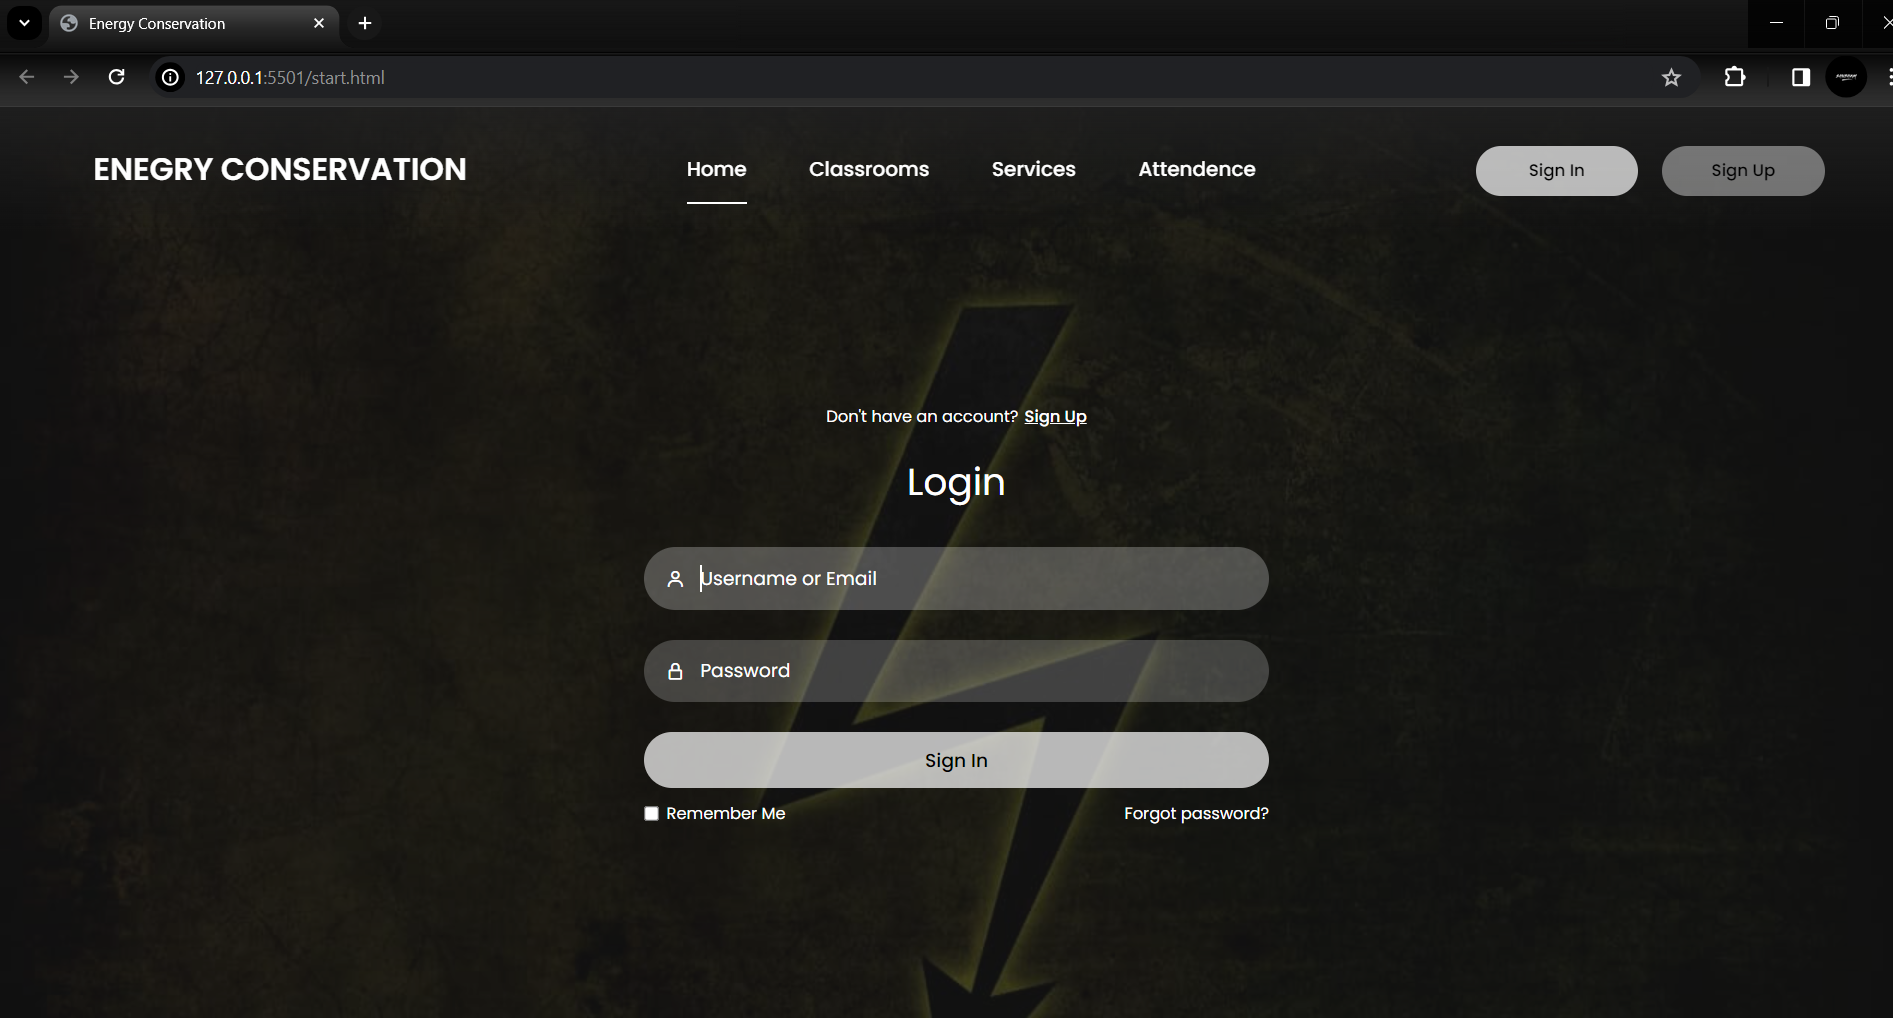 Energy Conservation
127.0.0.1:5501/start.html
ENEGRY CONSERVATION Home Classrooms Services Attendence Sign In Sign Up
Don't have an account? Sign Up
Login
Username or Email
Password
Sign In
Remember Me Forgot password?